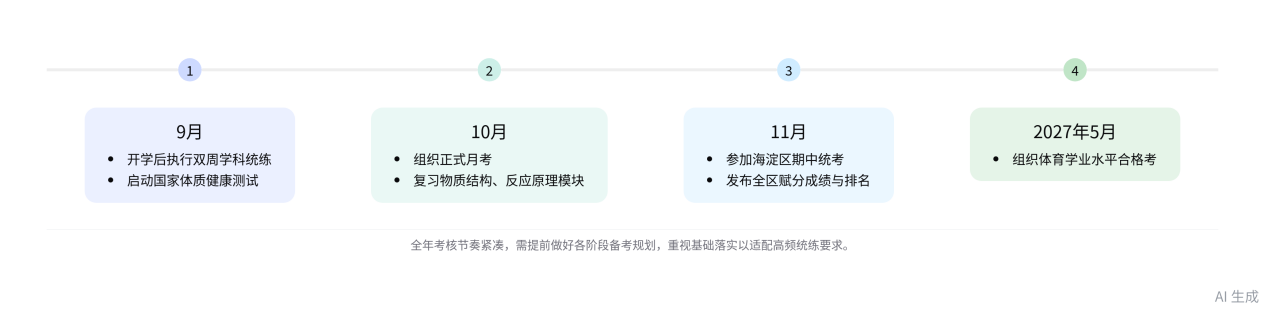 1
2
3
4
9月
开学后执行双周学科统练
启动国家体质健康测试
10月
组织正式月考
复习物质结构、反应原理模块
11月
参加海淀区期中统考
发布全区赋分成绩与排名
2027年5月
组织体育学业水平合格考
全年考核节奏紧凑，需提前做好各阶段备考规划，重视基础落实以适配高频统练要求。
AI 生成